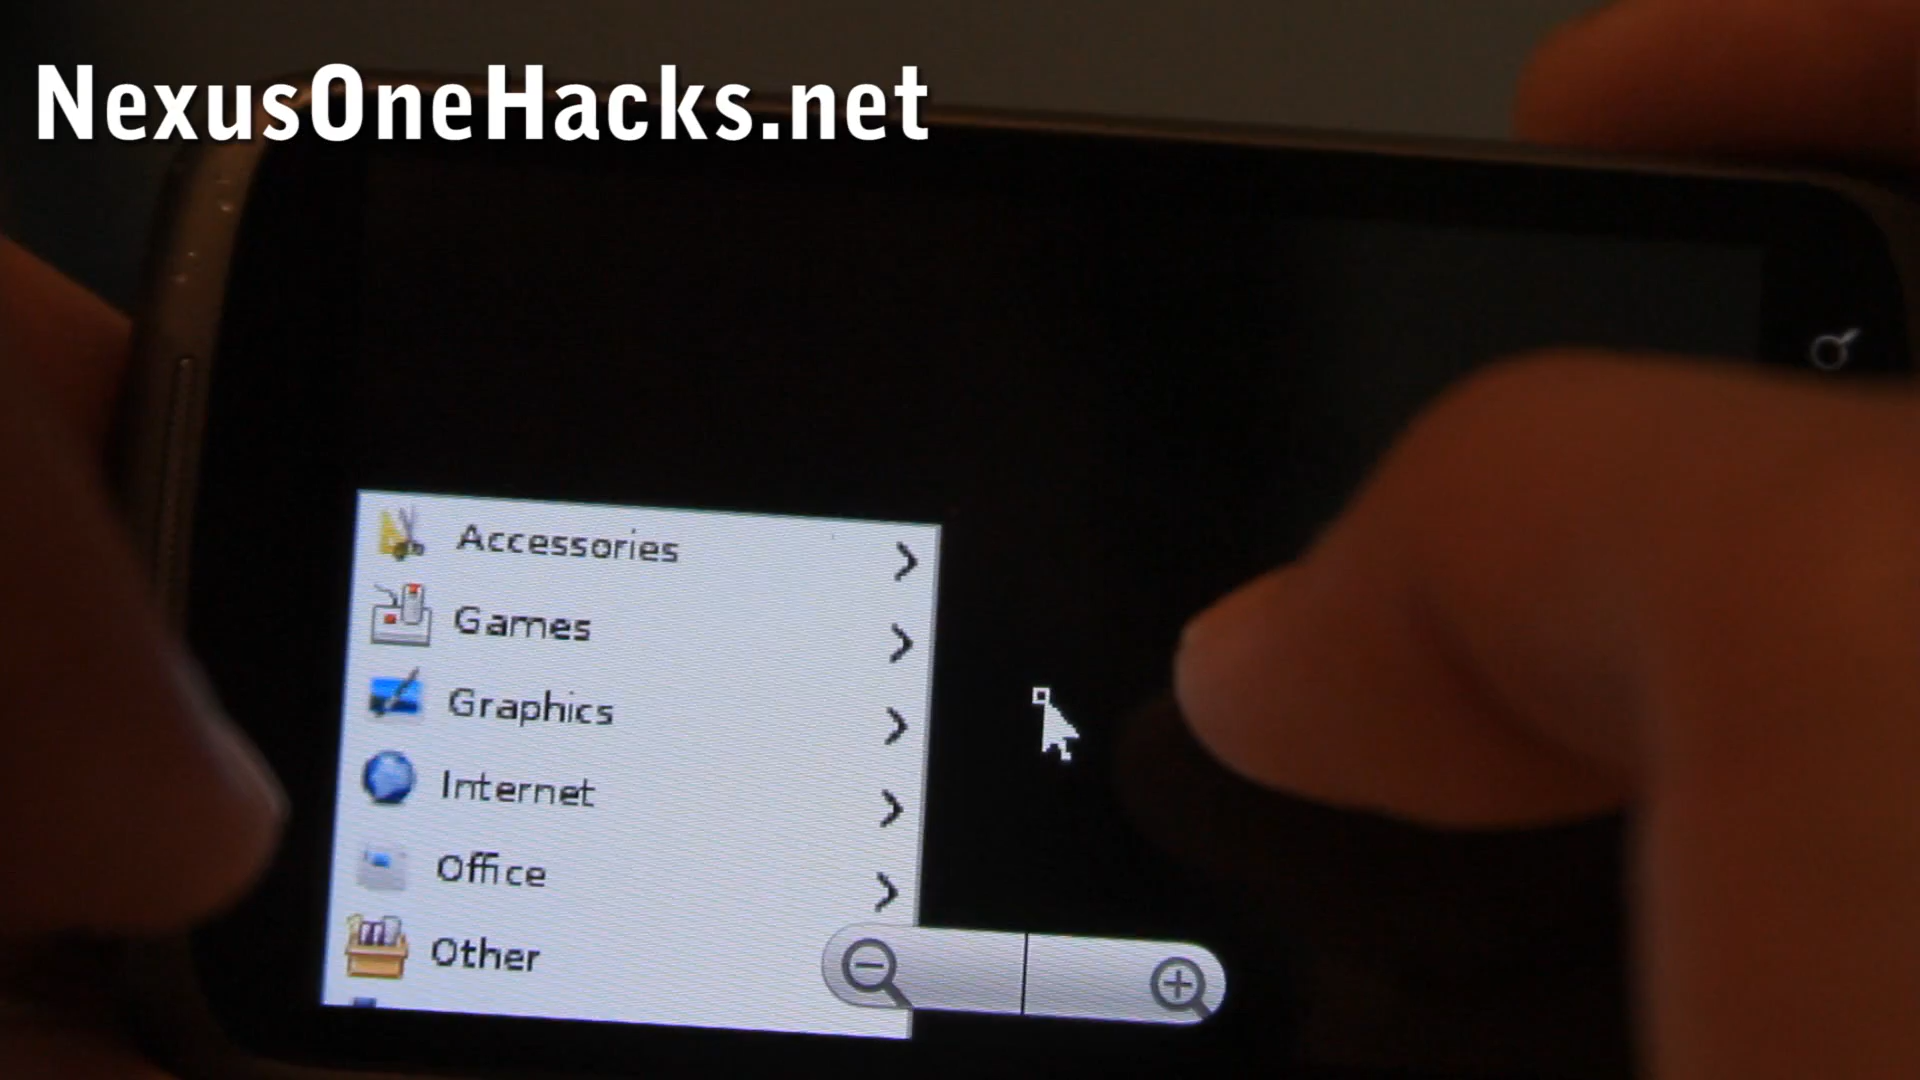 NexusOneHacks.net
Accessories
Games
Graphics
Internet
Office
Other